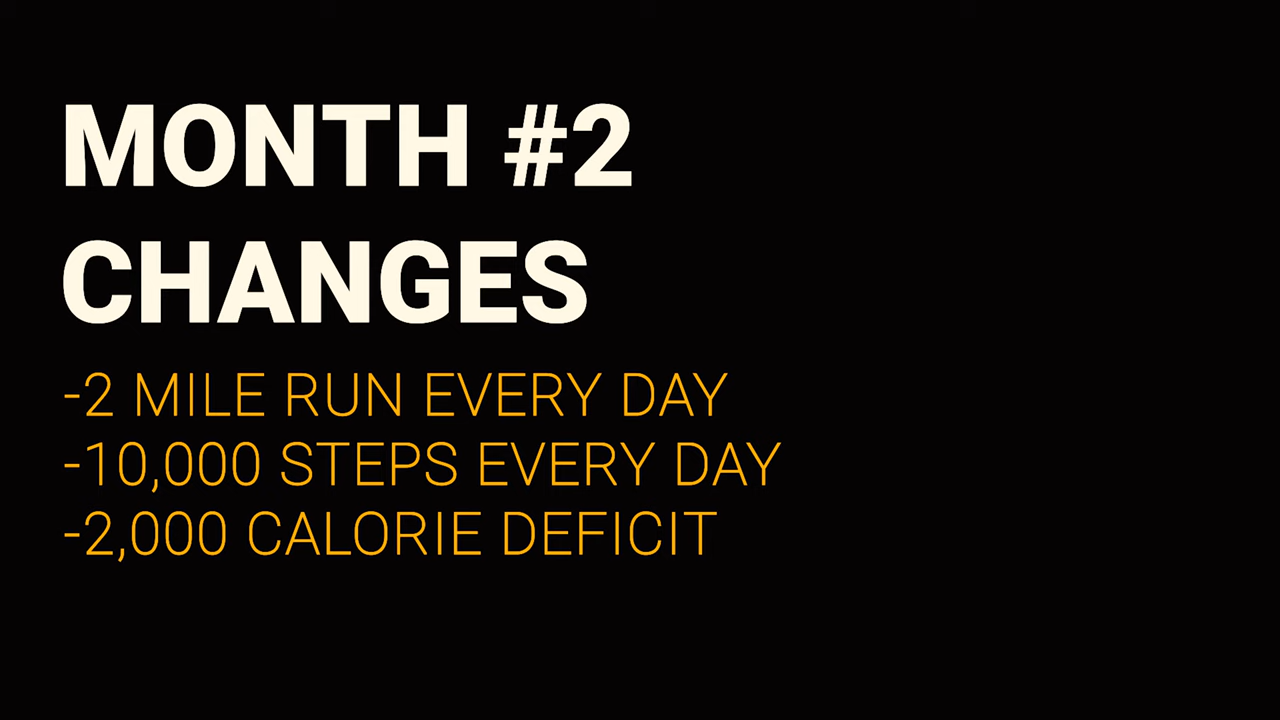 MONTH #2
CHANGES
-2 MILE RUN EVERY DAY
-10,000 STEPS EVERY DAY
-2,000 CALORIE DEFICIT